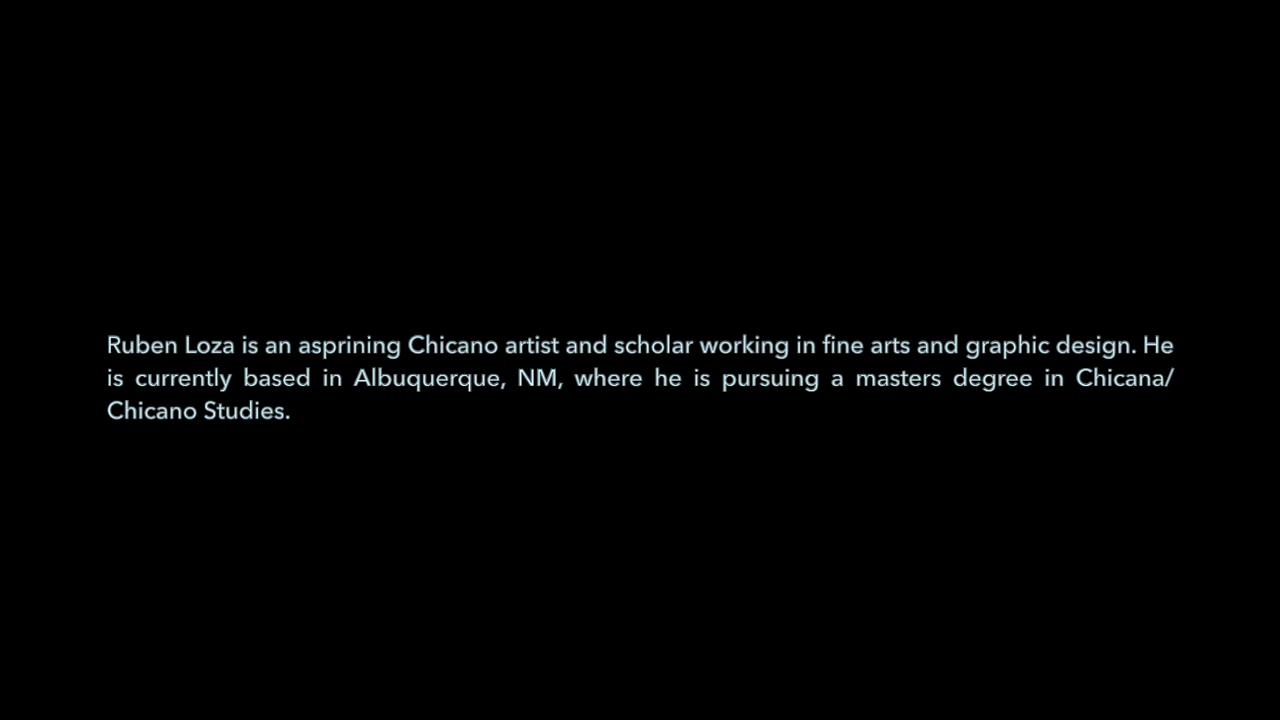 Ruben Loza is an asprining Chicano artist and scholar working in fine arts and graphic design. He
is currently based in Albuquerque, NM, where he is pursuing a masters degree in Chicana/
Chicano Studies.